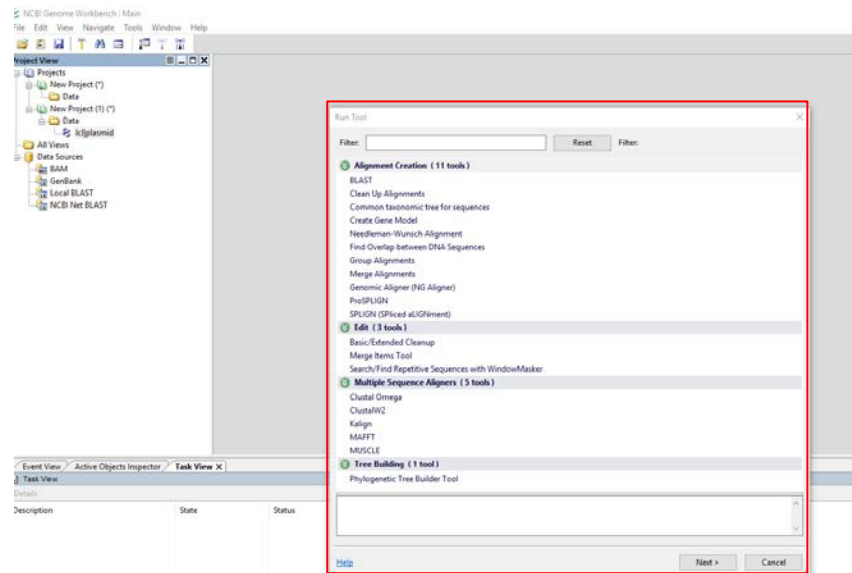 NCBI Genome Workbench : Main
File Edit View Navigate Tools Window Help
Project View
Projects
New Project (*)
Data
New Project (1) (*)
Data
lcl|plasmid
All Views
Data Sources
BAM
GenBank
Local BLAST
NCBI Net BLAST
Run Tool
Filter: Reset Filter:
Alignment Creation ( 11 tools )
BLAST
Clean Up Alignments
Common taxonomic tree for sequences
Create Gene Model
Needleman-Wunsch Alignment
Find Overlap between DNA Sequences
Group Alignments
Merge Alignments
Genomic Aligner (NG Aligner)
ProSPLIGN
SPLIGN (SPliced aLIGNment)
Edit ( 3 tools )
Basic/Extended Cleanup
Merge Items Tool
Search/Find Repetitive Sequences with WindowMasker
Multiple Sequence Aligners ( 5 tools )
Clustal Omega
ClustalW2
Kalign
MAFFT
MUSCLE
Tree Building ( 1 tool )
Phylogenetic Tree Builder Tool
Help Next > Cancel
Event View Active Objects Inspector Task View X
Task View
Details
Description State Status